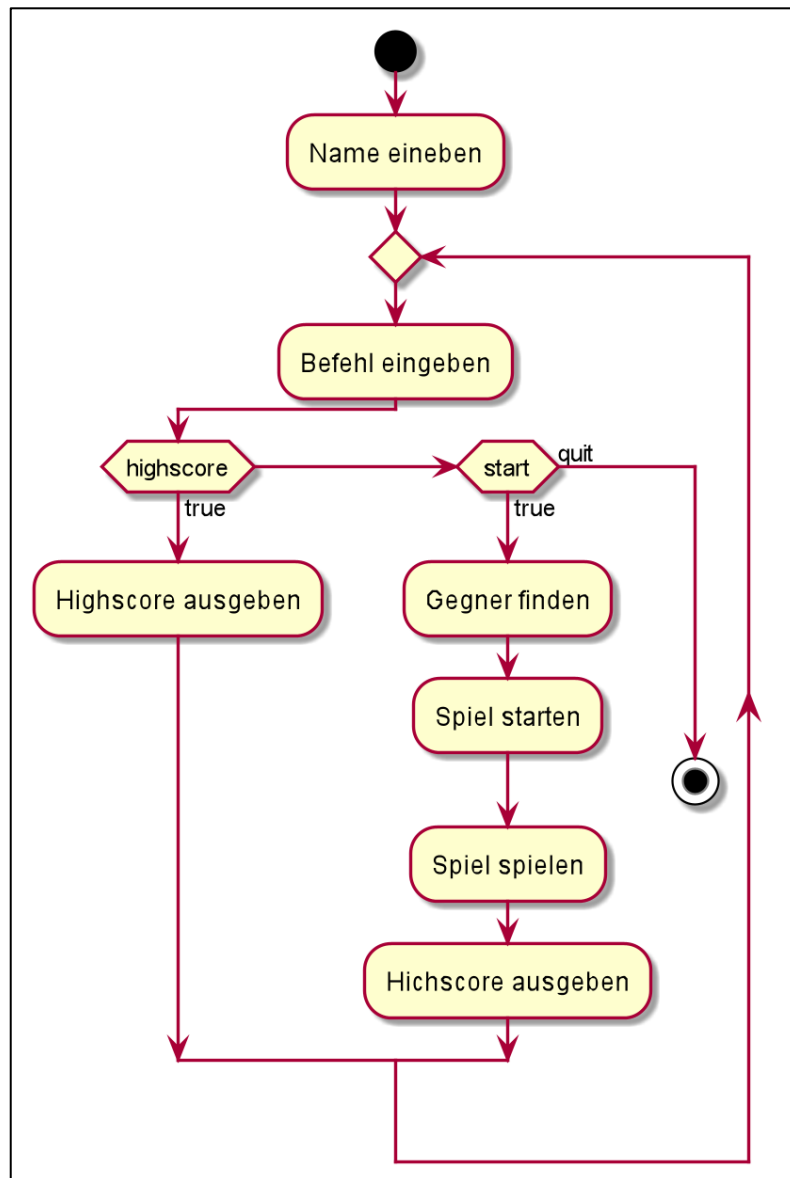 Name eineben
Befehl eingeben
highscore
start
quit
true
true
Highscore ausgeben
Gegner finden
Spiel starten
Spiel spielen
Hichscore ausgeben